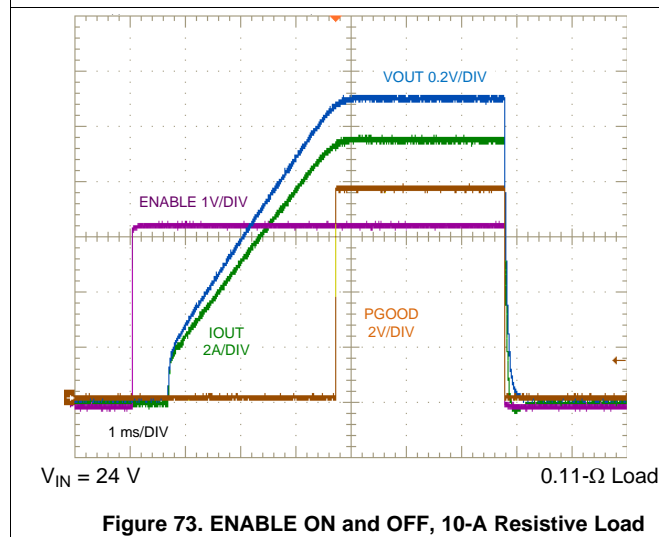 VOUT 0.2V/DIV
ENABLE 1V/DIV
IOUT
2A/DIV
PGOOD
2V/DIV
1 ms/DIV
V_IN = 24 V
0.11-Ω Load
Figure 73. ENABLE ON and OFF, 10-A Resistive Load